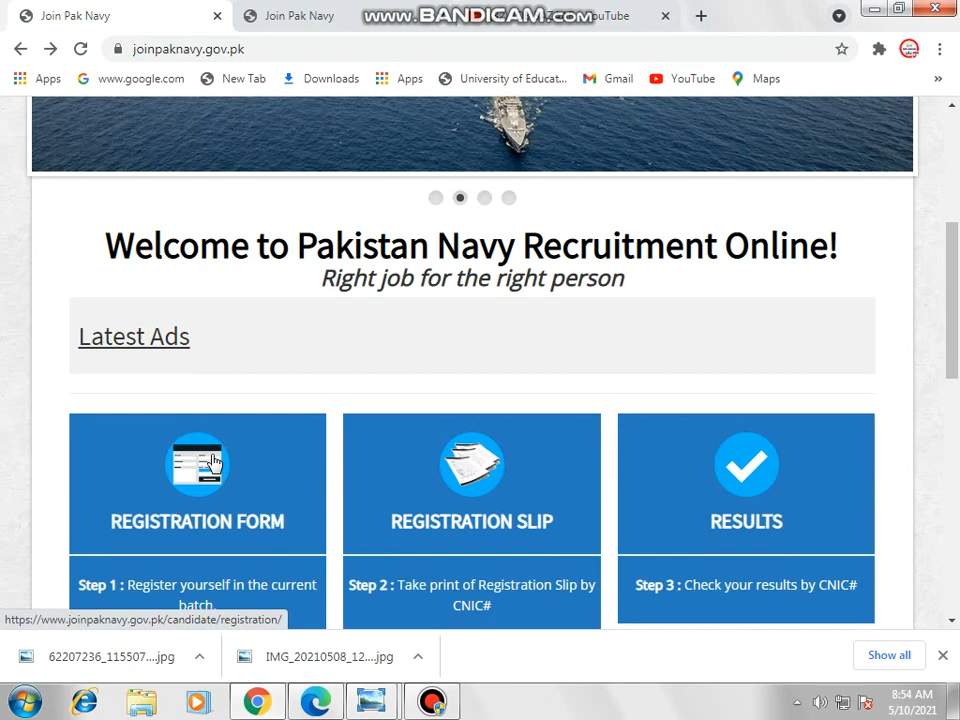 Join Pak Navy
Join Pak Navy
www.BANDICAM.com
YouTube
joinpaknavy.gov.pk
Apps
www.google.com
New Tab
Downloads
Apps
University of Educat...
Gmail
YouTube
Maps
»
Welcome to Pakistan Navy Recruitment Online!
Right job for the right person
Latest Ads
REGISTRATION FORM
REGISTRATION SLIP
RESULTS
Step 1 : Register yourself in the current
batch.
Step 2 : Take print of Registration Slip by
CNIC#
Step 3 : Check your results by CNIC#
https://www.joinpaknavy.gov.pk/candidate/registration/
62207236_115507....jpg
IMG_20210508_12....jpg
Show all
8:54 AM
5/10/2021